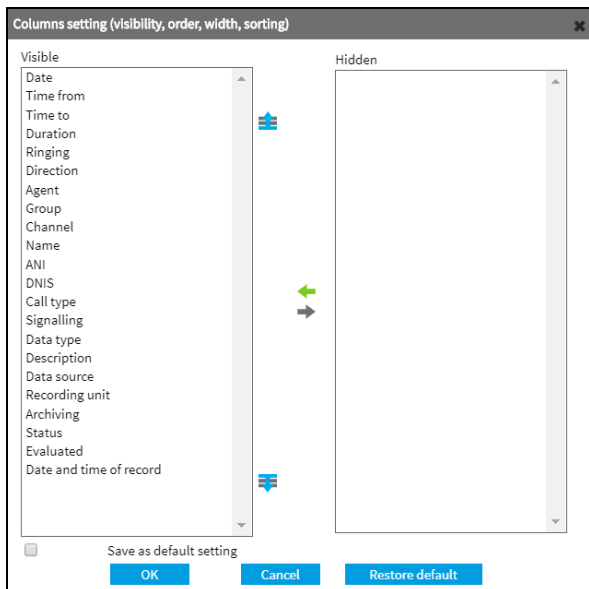 Columns setting (visibility, order, width, sorting)
Visible
Hidden
Date
Time from
Time to
Duration
Ringing
Direction
Agent
Group
Channel
Name
ANI
DNIS
Call type
Signalling
Data type
Description
Data source
Recording unit
Archiving
Status
Evaluated
Date and time of record
Save as default setting
OK
Cancel
Restore default